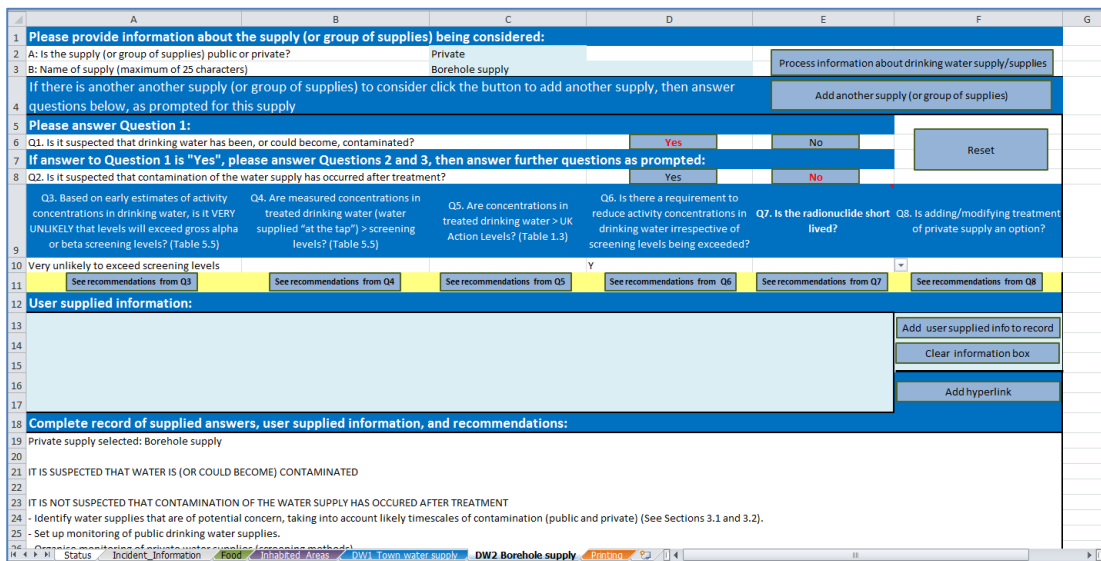 A B C D E F G
1 Please provide information about the supply (or group of supplies) being considered:
2 A: Is the supply (or group of supplies) public or private? Private
3 B: Name of supply (maximum of 25 characters) Borehole supply
Process information about drinking water supply/supplies
If there is another another supply (or group of supplies) to consider click the button to add another supply, then answer
4 questions below, as prompted for this supply
Add another supply (or group of supplies)
5 Please answer Question 1:
6 Q1. Is it suspected that drinking water has been, or could become, contaminated? Yes No
Reset
7 If answer to Question 1 is "Yes", please answer Questions 2 and 3, then answer further questions as prompted:
8 Q2. Is it suspected that contamination of the water supply has occurred after treatment? Yes No
9
Q3. Based on early estimates of activity
concentrations in drinking water, is it VERY
UNLIKELY that levels will exceed gross alpha
or beta screening levels? (Table 5.5)
Q4. Are measured concentrations in
treated drinking water (water
supplied "at the tap") > screening
levels? (Table 5.5)
Q5. Are concentrations in
treated drinking water > UK
Action Levels? (Table 1.3)
Q6. Is there a requirement to
reduce activity concentrations in
drinking water irrespective of
screening levels being exceeded?
Q7. Is the radionuclide short
lived?
Q8. Is adding/modifying treatment
of private supply an option?
10 Very unlikely to exceed screening levels Y
11 See recommendations from Q3 See recommendations from Q4 See recommendations from Q5 See recommendations from Q6 See recommendations from Q7 See recommendations from Q8
12 User supplied information:
13
Add user supplied info to record
14
Clear information box
15
16
Add hyperlink
17
18 Complete record of supplied answers, user supplied information, and recommendations:
19 Private supply selected: Borehole supply
20
21 IT IS SUSPECTED THAT WATER IS (OR COULD BECOME) CONTAMINATED
22
23 IT IS NOT SUSPECTED THAT CONTAMINATION OF THE WATER SUPPLY HAS OCCURED AFTER TREATMENT
24 - Identify water supplies that are of potential concern, taking into account likely timescales of contamination (public and private) (See Sections 3.1 and 3.2).
25 - Set up monitoring of public drinking water supplies.
26 - Organise monitoring of private water supplies (screening methods)
Status Incident_Information Food Inhabited_Areas DW1 Town water supply DW2 Borehole supply Printing